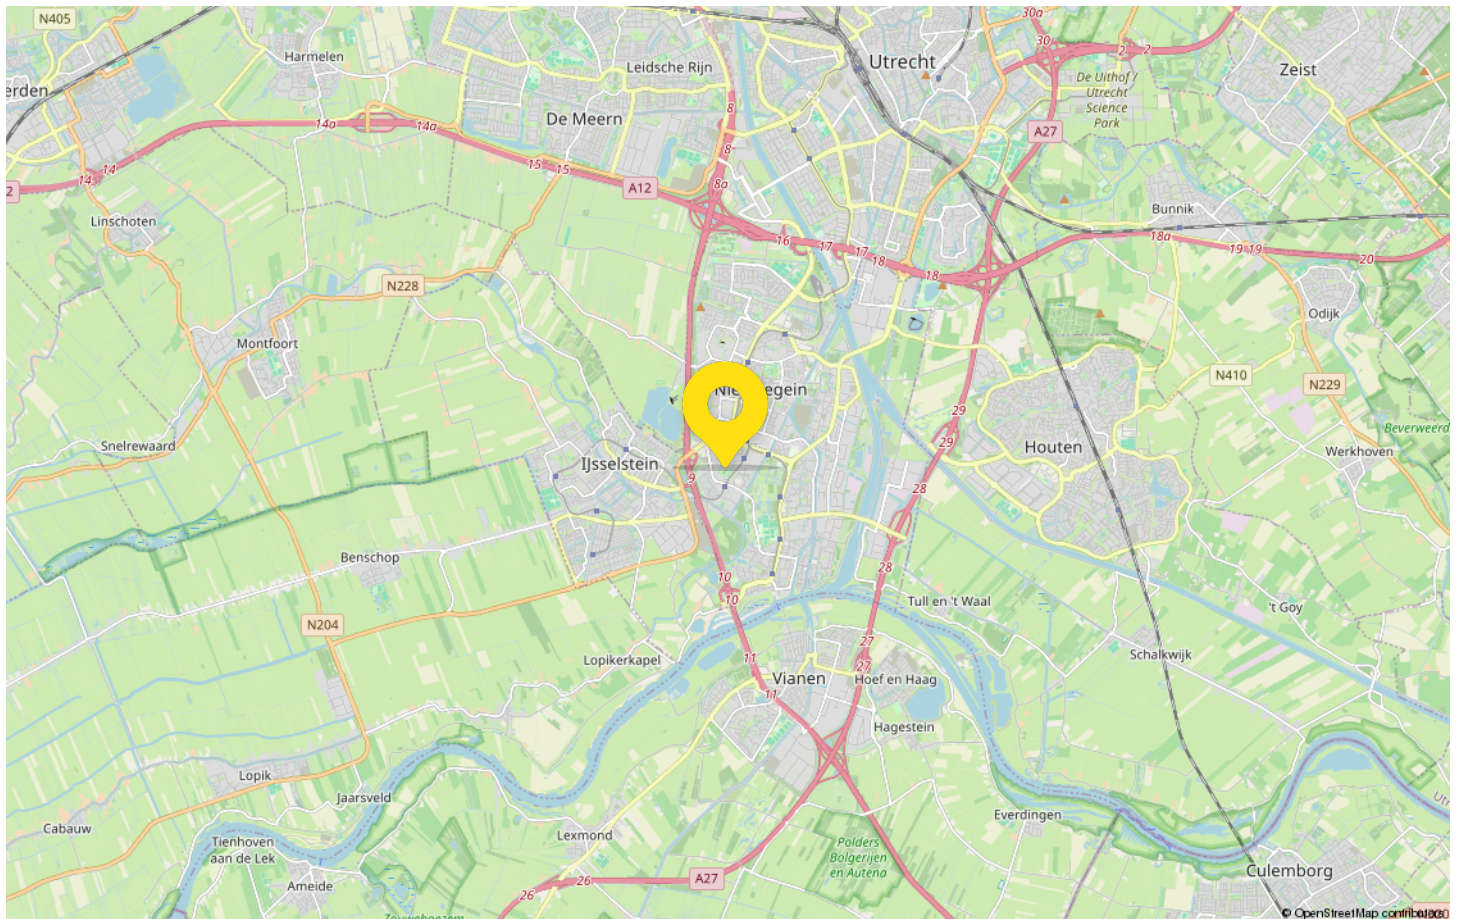 N405
30a
Harmelen
Leidsche Rijn
Utrecht
30
2
2
Zeist
De Uithof /
Utrecht
Science
Park
erden
8
14a
14a
De Meern
A27
8
14
14
15
15
8a
2
A12
Linschoten
Bunnik
16
17
17
18
18
18a
19
19
20
N228
Odijk
Montfoort
N410
N229
29
29
Beverweerd
Snelrewaard
IJsselstein
Houten
Werkhoven
9
28
Benschop
28
10
10
Tull en 't Waal
't Goy
N204
27
27
Lopikerkapel
11
Schalkwijk
Vianen
Hoef en Haag
11
Hagestein
Lopik
Jaarsveld
Everdingen
Cabauw
Lexmond
Tienhoven
aan de Lek
Polders
Bolgerijen
en Autena
Culemborg
Ameide
A27
26
26
© OpenStreetMap contributors